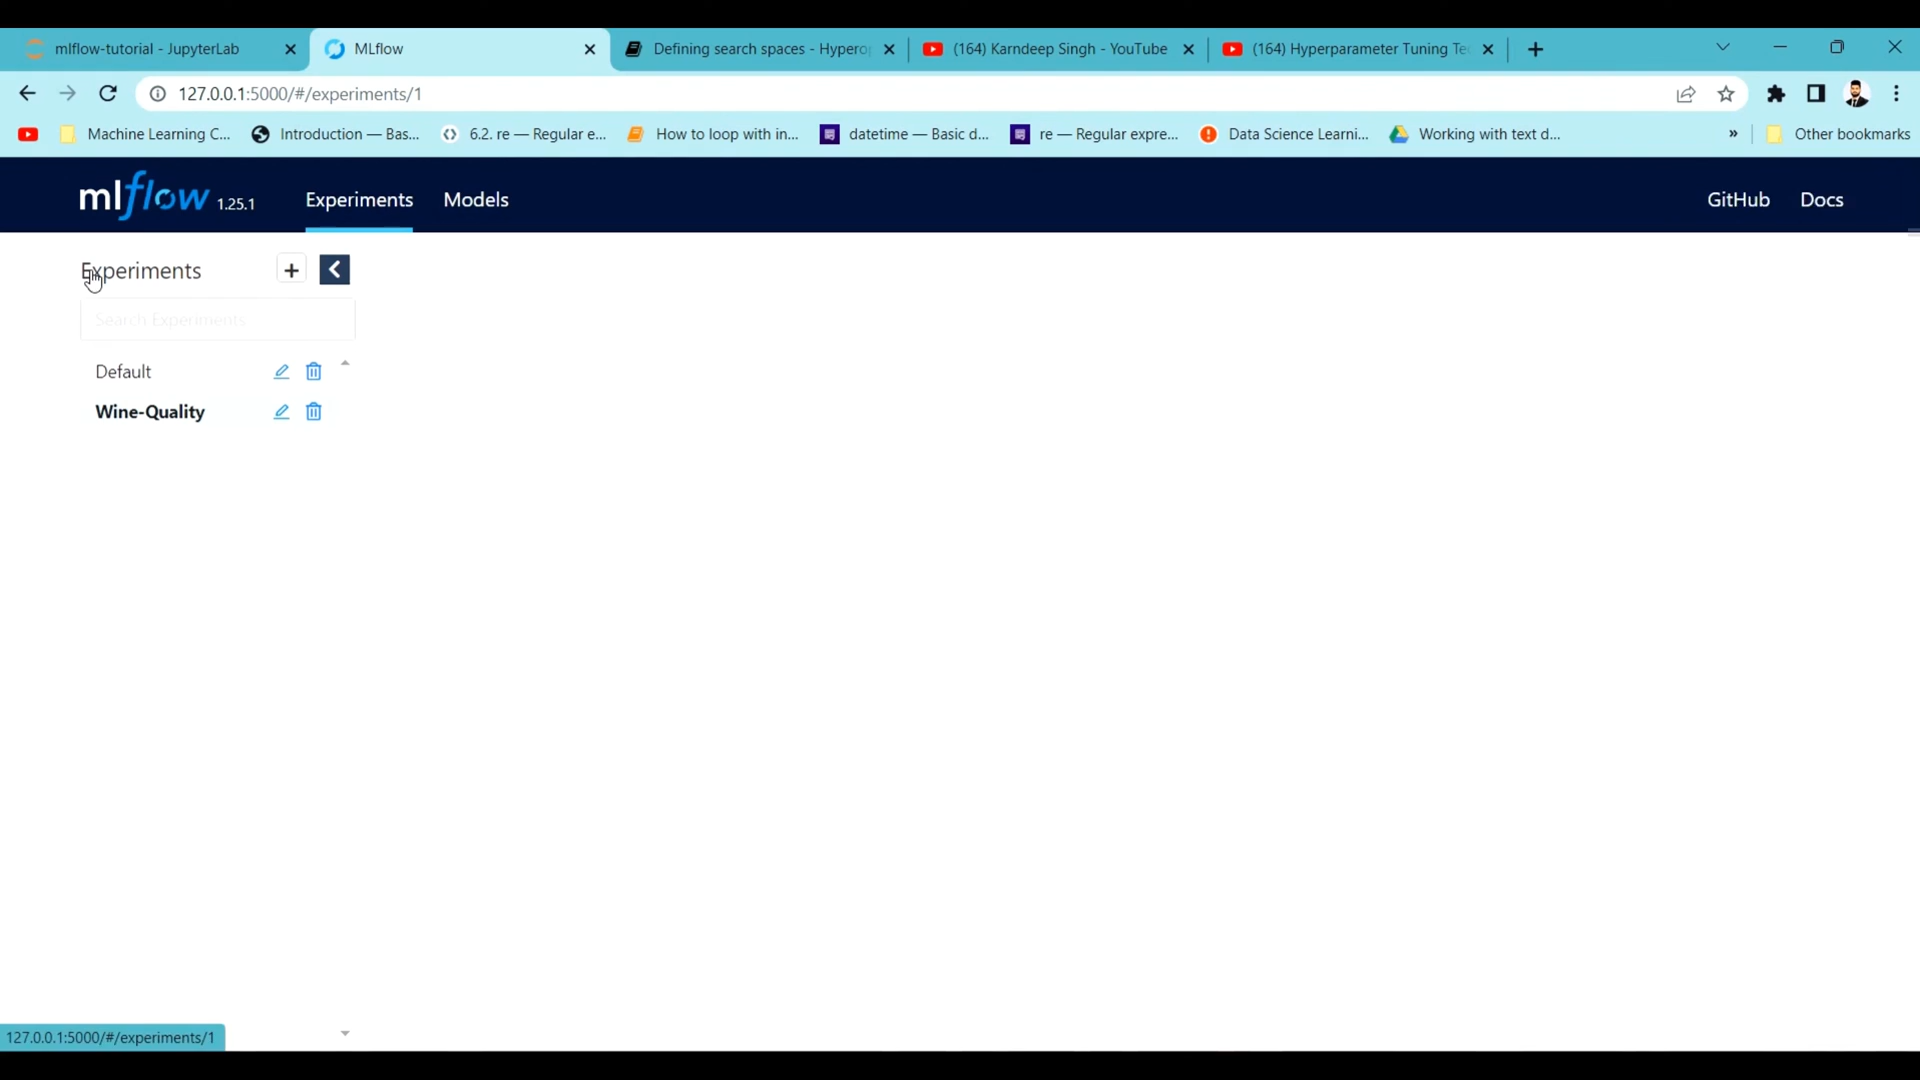 mlflow-tutorial - JupyterLab
MLflow
Defining search spaces - Hypero
(164) Karndeep Singh - YouTube
(164) Hyperparameter Tuning Te
127.0.0.1:5000/#/experiments/1
Machine Learning C...
Introduction — Bas...
6.2. re — Regular e...
How to loop with in...
datetime — Basic d...
re — Regular expre...
Data Science Learni...
Working with text d...
»
Other bookmarks
mlflow 1.25.1
Experiments
Models
GitHub
Docs
Experiments
Search Experiments
Default
Wine-Quality
127.0.0.1:5000/#/experiments/1